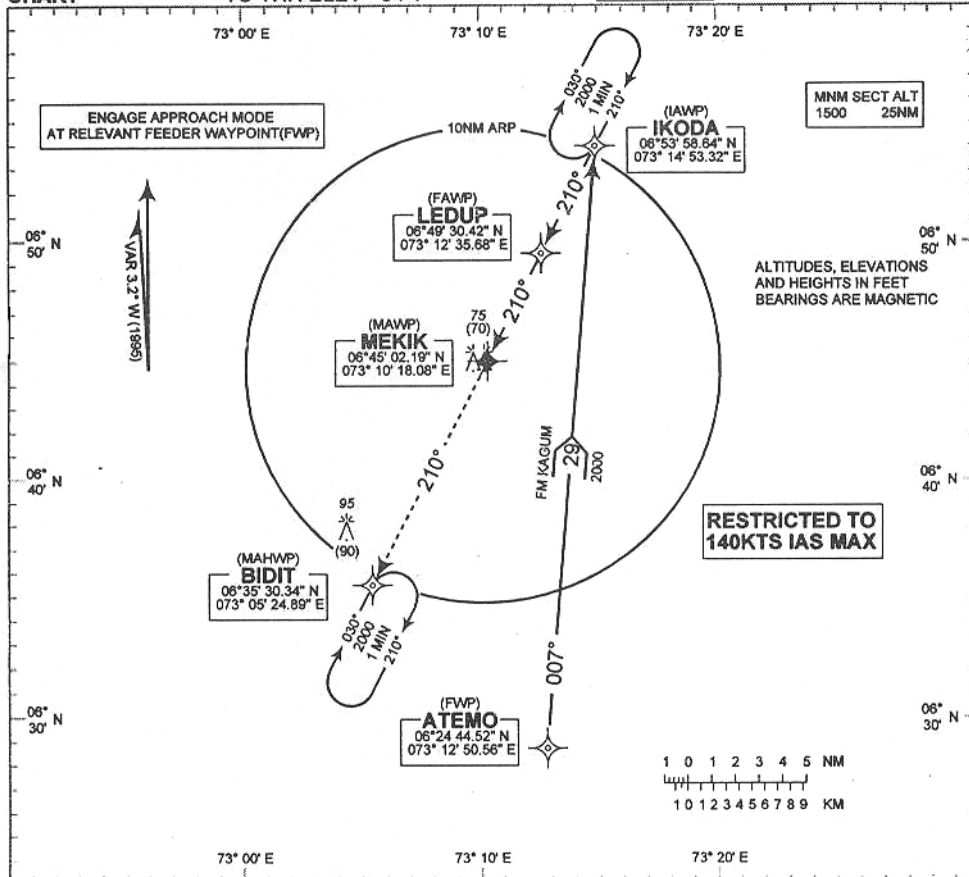 CHART
73° 00' E
73° 10' E
73° 20' E
ENGAGE APPROACH MODE
AT RELEVANT FEEDER WAYPOINT(FWP)
10NM ARP
030°
2000
1 MIN
210°
(IAWP)
IKODA
06°53' 58.64" N
073° 14' 53.32" E
MNM SECT ALT
1500 25NM
VAR 3.2° W (1995)
210°
(FAWP)
LEDUP
06°49' 30.42" N
073° 12' 35.68" E
06°
50' N
06°
50' N
ALTITUDES, ELEVATIONS
AND HEIGHTS IN FEET
BEARINGS ARE MAGNETIC
210°
75
(70)
(MAWP)
MEKIK
06°45' 02.19" N
073° 10' 18.08" E
210°
FM KAGUM
29
2000
06°
40' N
06°
40' N
95
(90)
RESTRICTED TO
140KTS IAS MAX
(MAHWP)
BIDIT
06°35' 30.34" N
073° 05' 24.89" E
030°
2000
1 MIN
210°
007°
06°
30' N
06°
30' N
(FWP)
ATEMO
06°24 44.52" N
073° 12' 50.56" E
1 0 1 2 3 4 5 NM
1 0 1 2 3 4 5 6 7 8 9 KM
73° 00' E
73° 10' E
73° 20' E